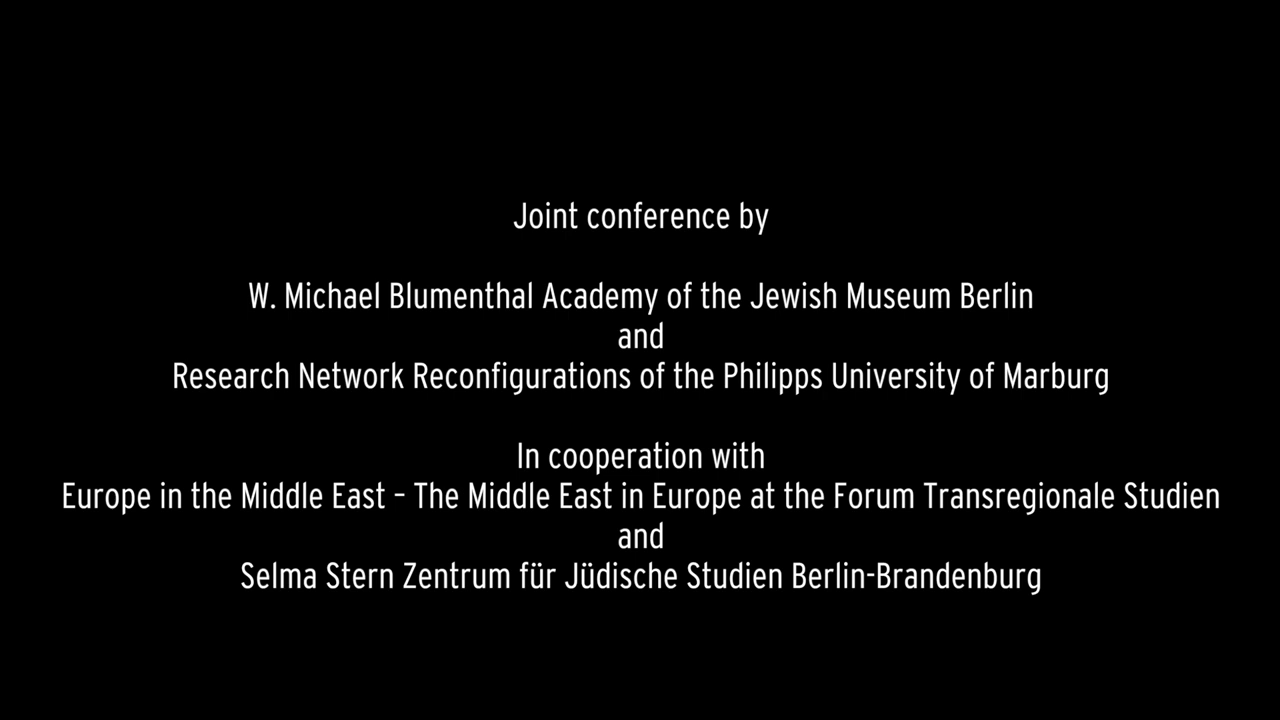 Joint conference by
W. Michael Blumenthal Academy of the Jewish Museum Berlin
and
Research Network Reconfigurations of the Philipps University of Marburg
In cooperation with
Europe in the Middle East – The Middle East in Europe at the Forum Transregionale Studien
and
Selma Stern Zentrum für Jüdische Studien Berlin-Brandenburg